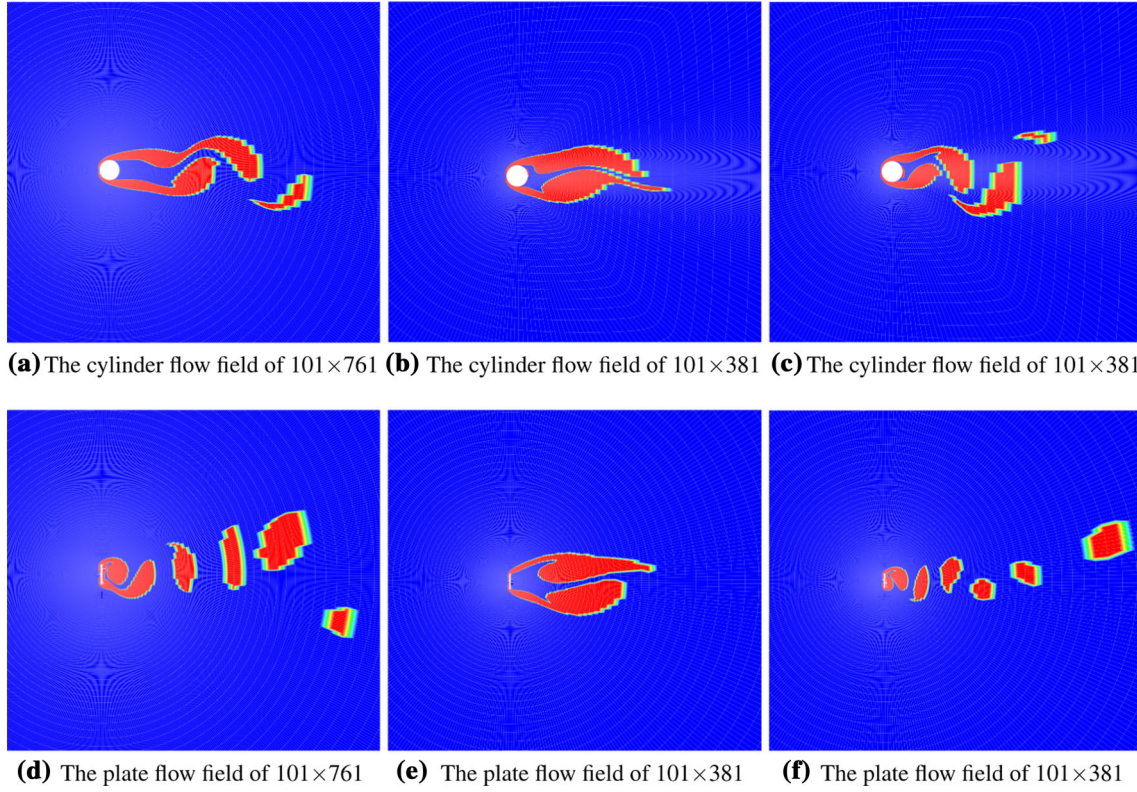 (a) The cylinder flow field of 101×761 (b) The cylinder flow field of 101×381 (c) The cylinder flow field of 101×381
(d) The plate flow field of 101×761 (e) The plate flow field of 101×381 (f) The plate flow field of 101×381